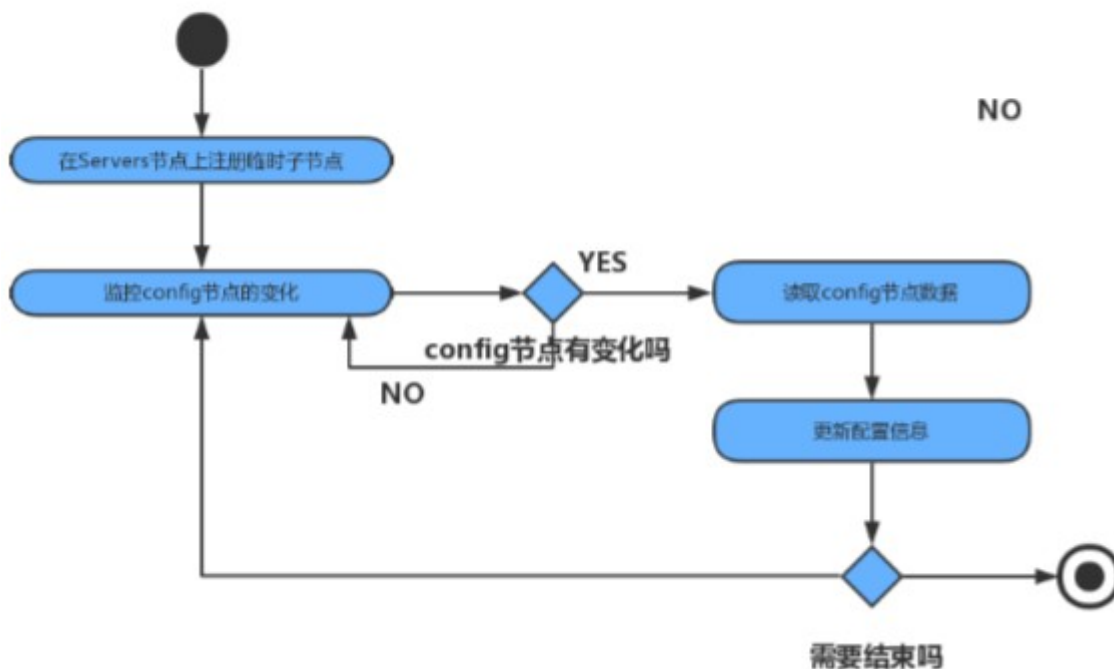 NO
在Servers节点上注册临时子节点
监控config节点的变化
YES
读取config节点数据
config节点有变化吗
NO
更新配置信息
需要结束吗